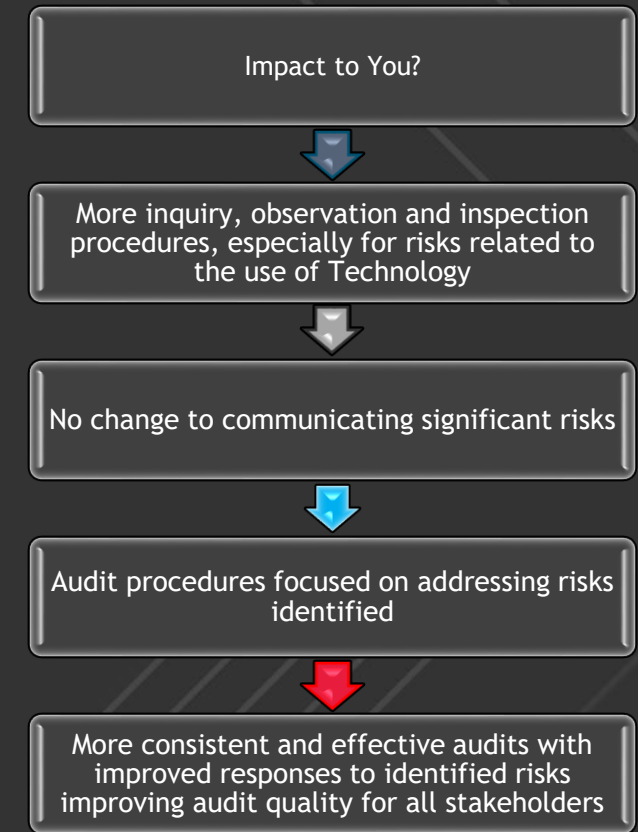 Impact to You?
More inquiry, observation and inspection
procedures, especially for risks related to
the use of Technology
No change to communicating significant risks
Audit procedures focused on addressing risks
identified
More consistent and effective audits with
improved responses to identified risks
improving audit quality for all stakeholders